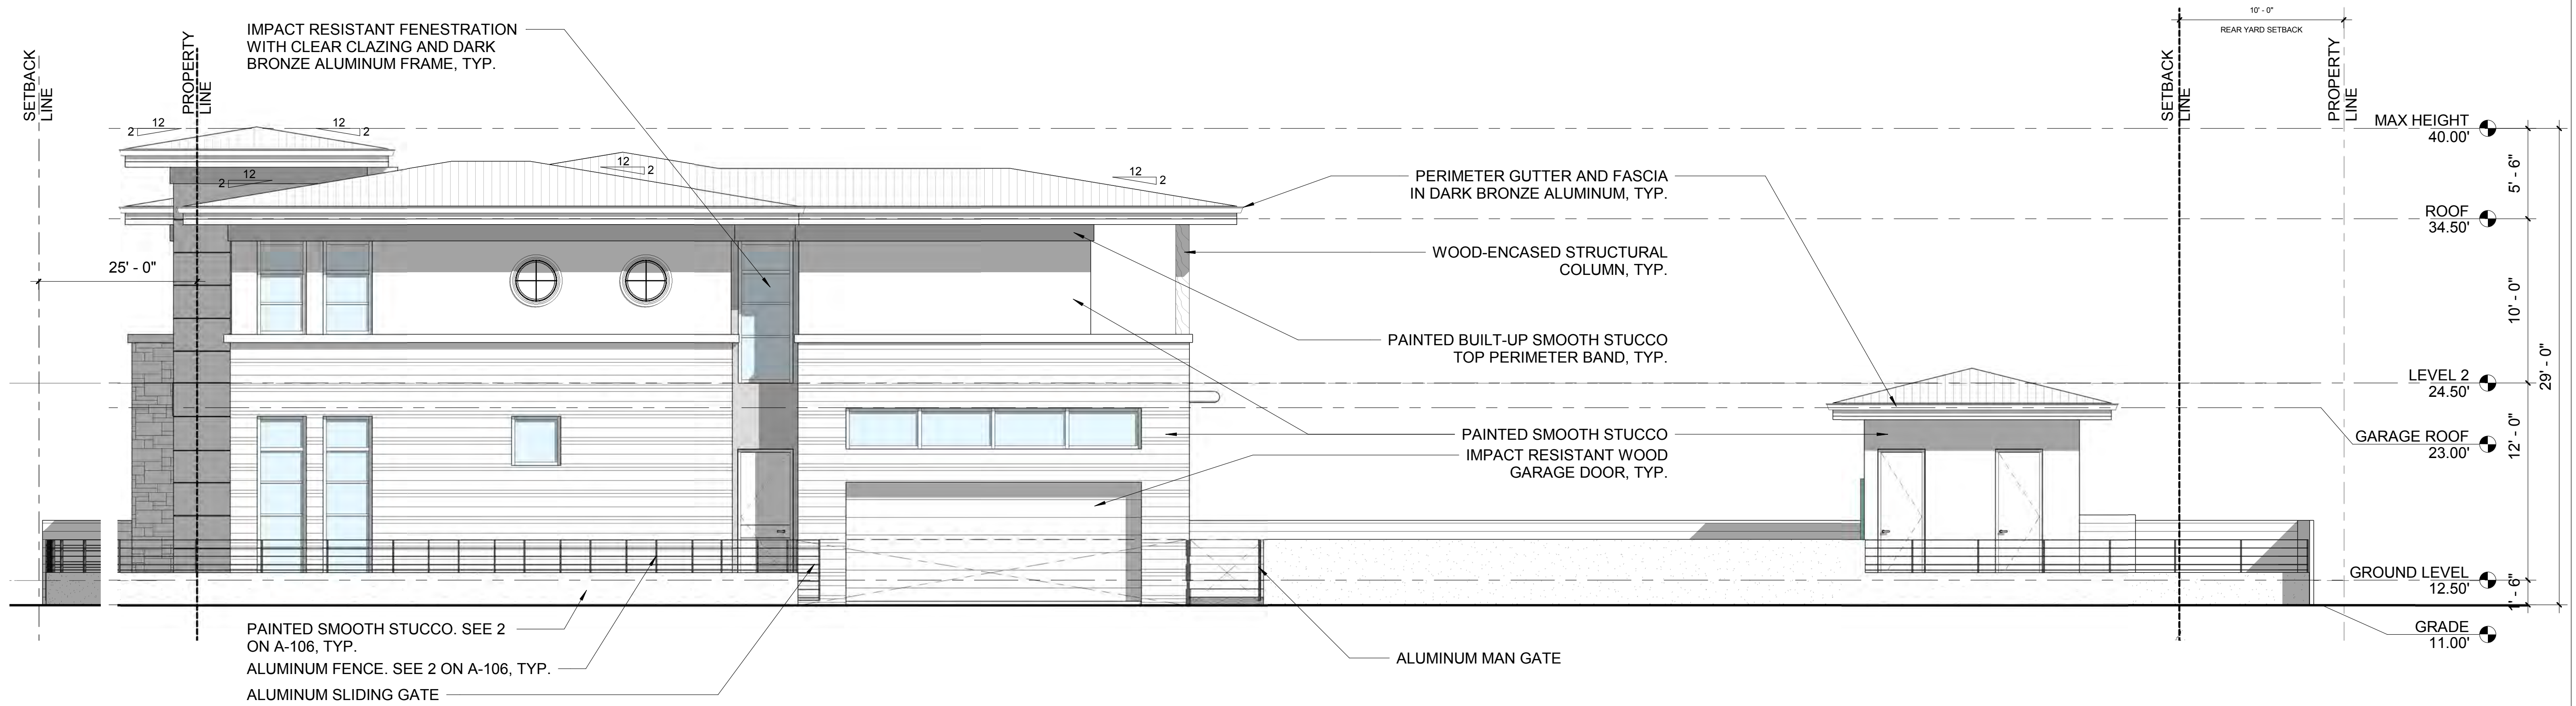 IMPACT RESISTANT FENESTRATION
WITH CLEAR CLAZING AND DARK
BRONZE ALUMINUM FRAME, TYP.
SETBACK
LINE
PROPERTY
LINE
10' - 0"
REAR YARD SETBACK
SETBACK
LINE
PROPERTY
LINE
12
2
12
2
12
2
12
2
12
2
25' - 0"
PERIMETER GUTTER AND FASCIA
IN DARK BRONZE ALUMINUM, TYP.
WOOD-ENCASED STRUCTURAL
COLUMN, TYP.
PAINTED BUILT-UP SMOOTH STUCCO
TOP PERIMETER BAND, TYP.
PAINTED SMOOTH STUCCO
IMPACT RESISTANT WOOD
GARAGE DOOR, TYP.
MAX HEIGHT
40.00'
5' - 6"
ROOF
34.50'
10' - 0"
LEVEL 2
24.50'
29' - 0"
GARAGE ROOF
23.00'
12' - 0"
GROUND LEVEL
12.50'
1' - 6"
GRADE
11.00'
PAINTED SMOOTH STUCCO. SEE 2
ON A-106, TYP.
ALUMINUM FENCE. SEE 2 ON A-106, TYP.
ALUMINUM SLIDING GATE
ALUMINUM MAN GATE